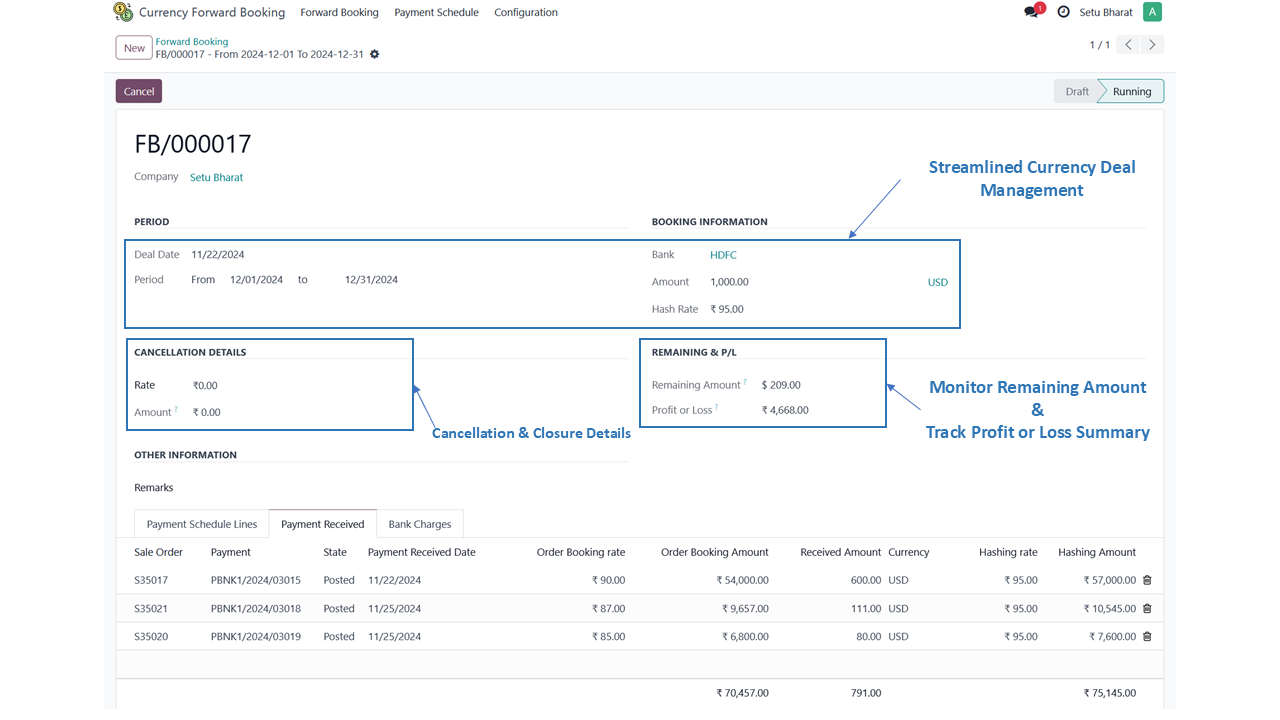 Currency Forward Booking Forward Booking Payment Schedule Configuration 1 Setu Bharat A
New Forward Booking
FB/000017 - From 2024-12-01 To 2024-12-31 1 / 1
Cancel Draft Running
FB/000017
Company Setu Bharat
Streamlined Currency Deal
Management
PERIOD BOOKING INFORMATION
Deal Date 11/22/2024 Bank HDFC
Period From 12/01/2024 to 12/31/2024 Amount 1,000.00 USD
Hash Rate ₹ 95.00
CANCELLATION DETAILS REMAINING & P/L
Rate ₹0.00 Remaining Amount ? $ 209.00
Amount ? ₹ 0.00 Profit or Loss ? ₹ 4,668.00
Monitor Remaining Amount
&
Track Profit or Loss Summary
Cancellation & Closure Details
OTHER INFORMATION
Remarks
Payment Schedule Lines Payment Received Bank Charges
Sale Order Payment State Payment Received Date Order Booking rate Order Booking Amount Received Amount Currency Hashing rate Hashing Amount
S35017 PBNK1/2024/03015 Posted 11/22/2024 ₹ 90.00 ₹ 54,000.00 600.00 USD ₹ 95.00 ₹ 57,000.00
S35021 PBNK1/2024/03018 Posted 11/25/2024 ₹ 87.00 ₹ 9,657.00 111.00 USD ₹ 95.00 ₹ 10,545.00
S35020 PBNK1/2024/03019 Posted 11/25/2024 ₹ 85.00 ₹ 6,800.00 80.00 USD ₹ 95.00 ₹ 7,600.00
₹ 70,457.00 791.00 ₹ 75,145.00